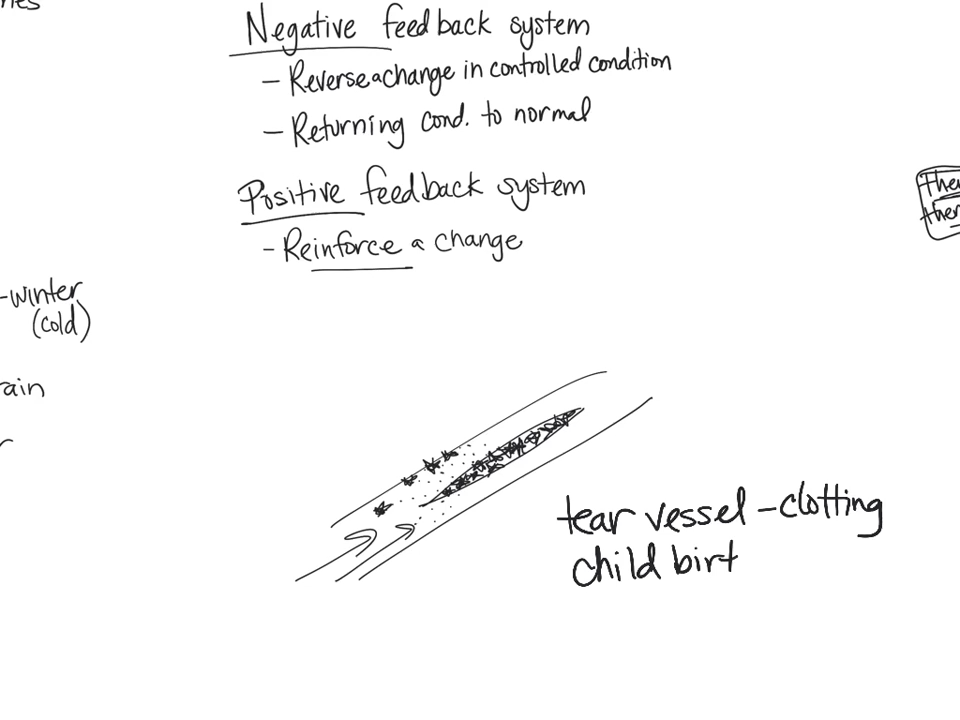 Negative feedback system
- Reverse a change in controlled condition
- Returning cond. to normal
Positive feedback system
- Reinforce a change
-winter
(cold)
tear vessel - clotting
child birt